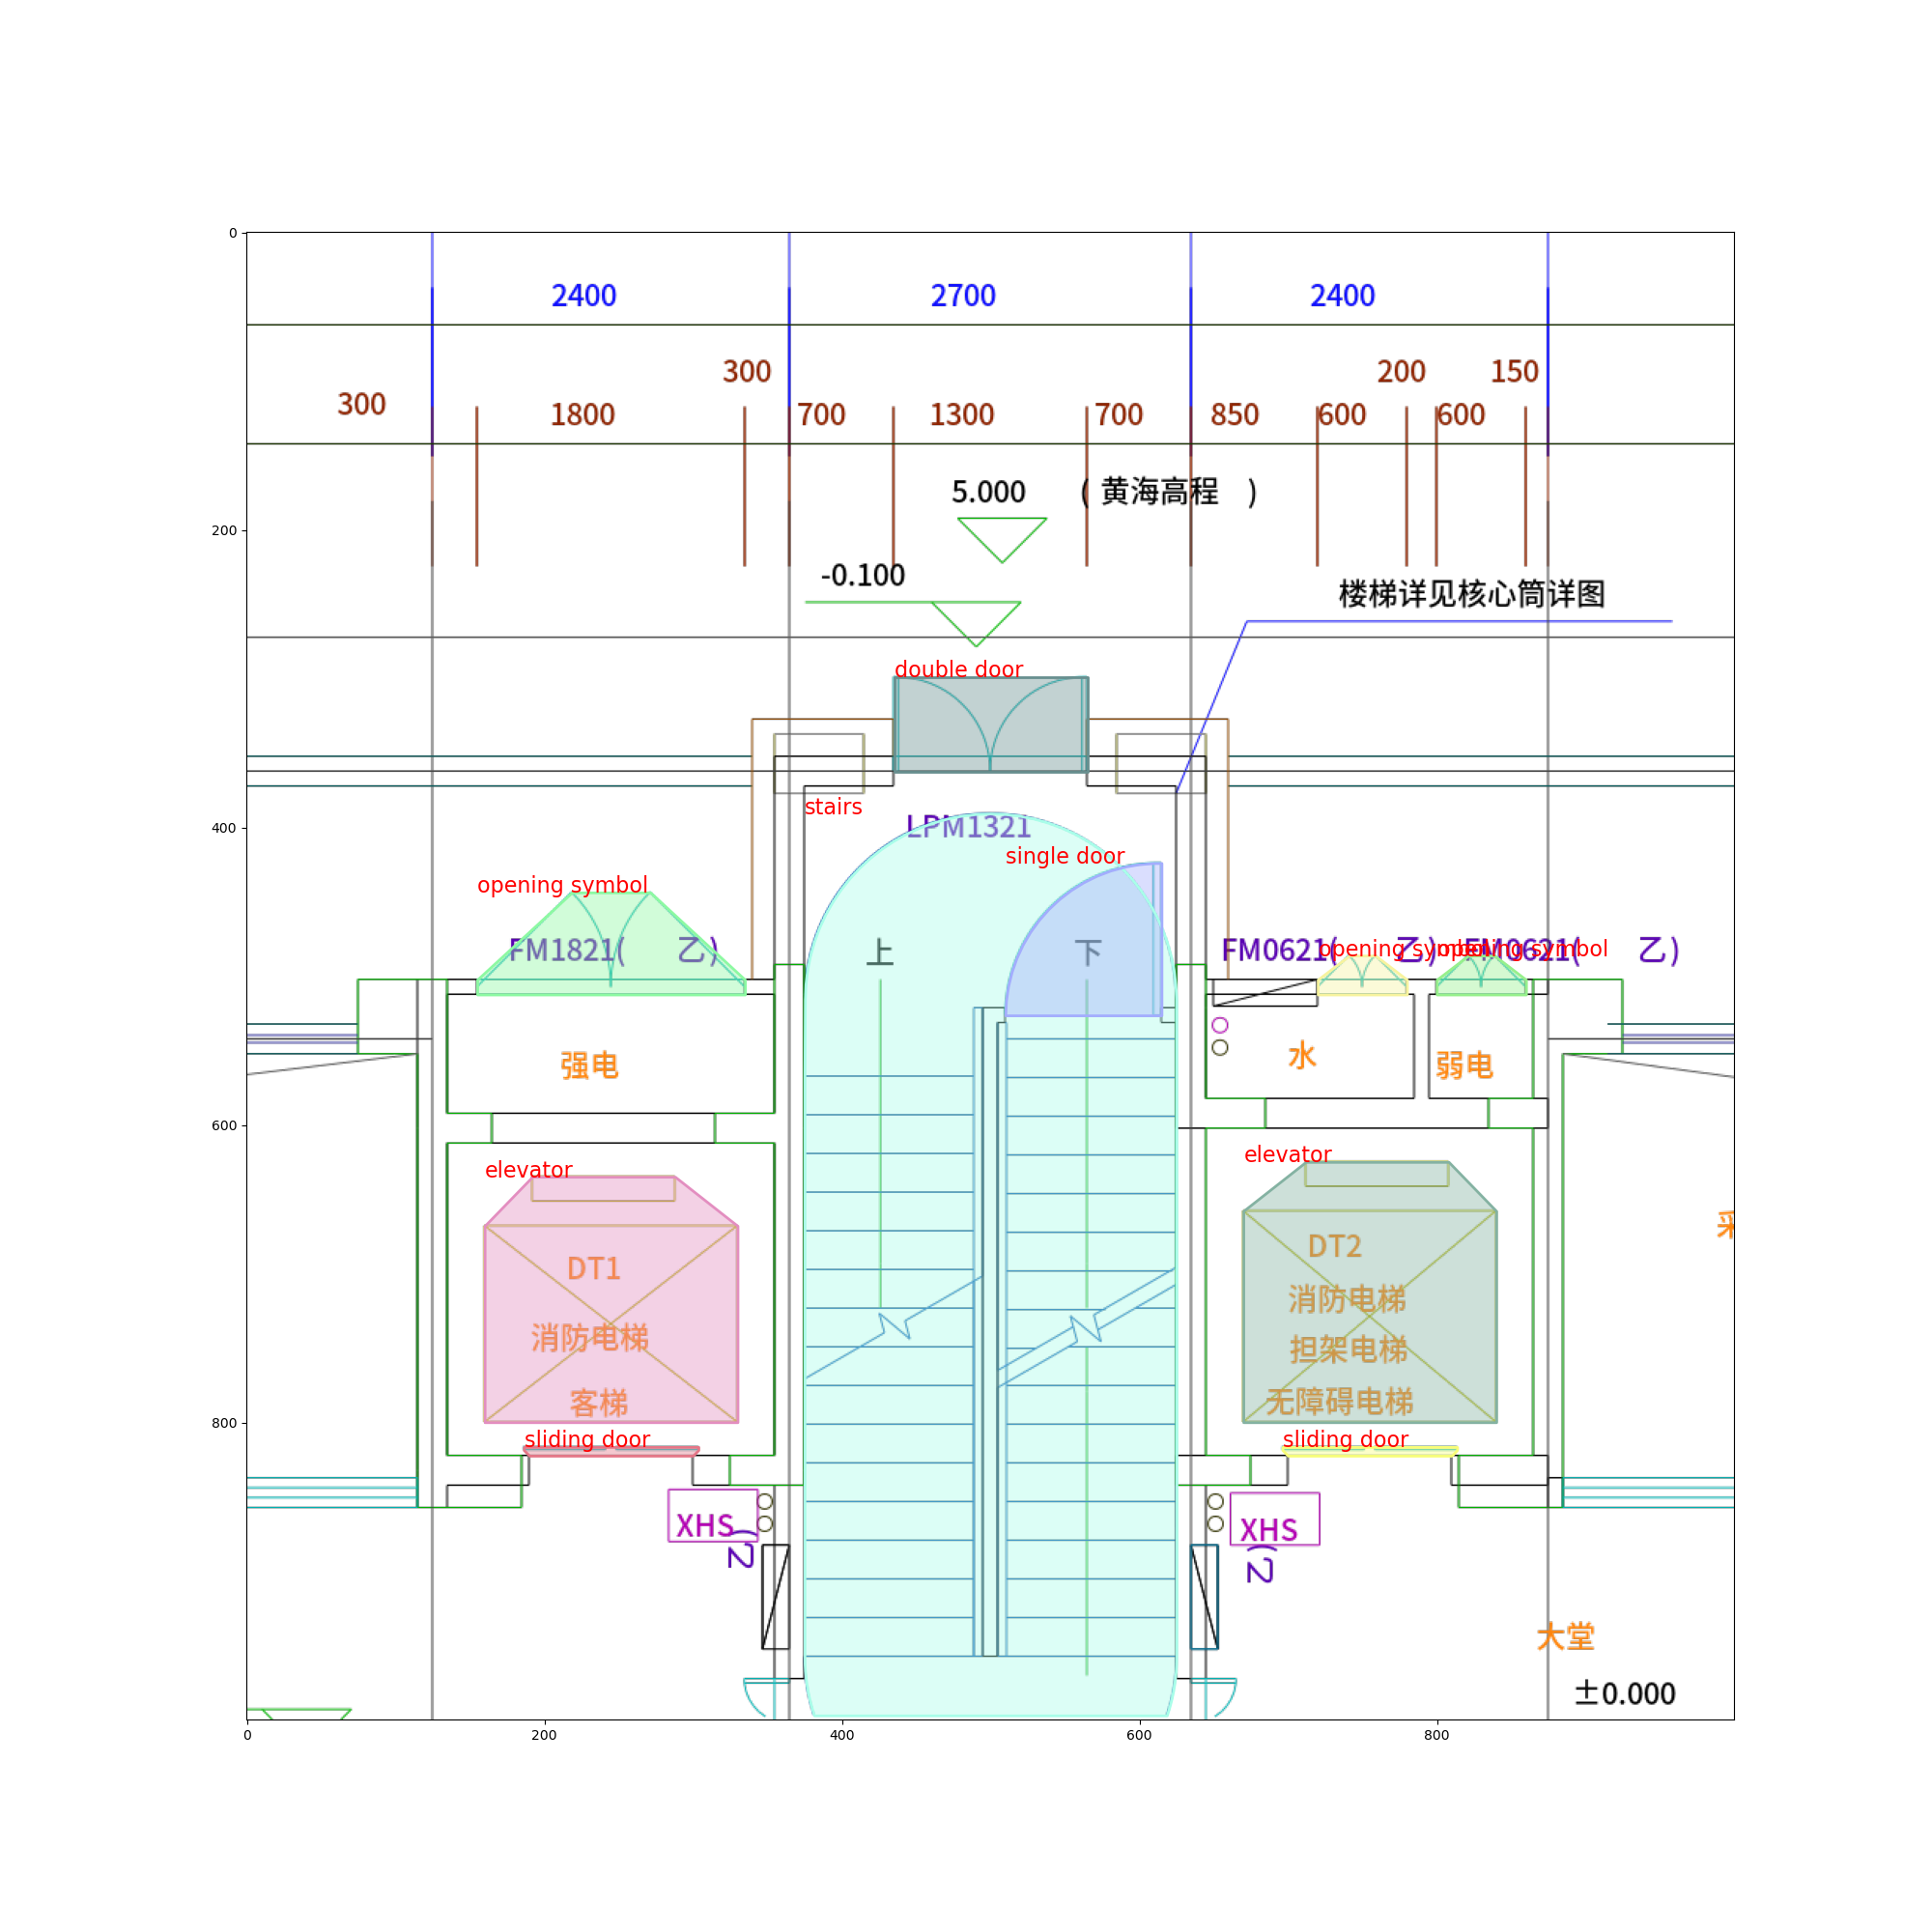 0
200
400
600
800
2400 2700 2400
300 200 150
300 1800 700 1300 700 850 600 600
5.000 ( 黄海高程 )
-0.100
楼梯详见核心筒详图
double door
stairs
LPM1321
single door
opening symbol
FM1821( 乙)
上 下
FM0621( 乙)
opening symbol
FM0621( 乙)
opening symbol
强电
水
弱电
elevator
elevator
DT1
消防电梯
客梯
DT2
消防电梯
担架电梯
无障碍电梯
sliding door
sliding door
XHS
(2
XHS
(2
大堂
±0.000
0 200 400 600 800